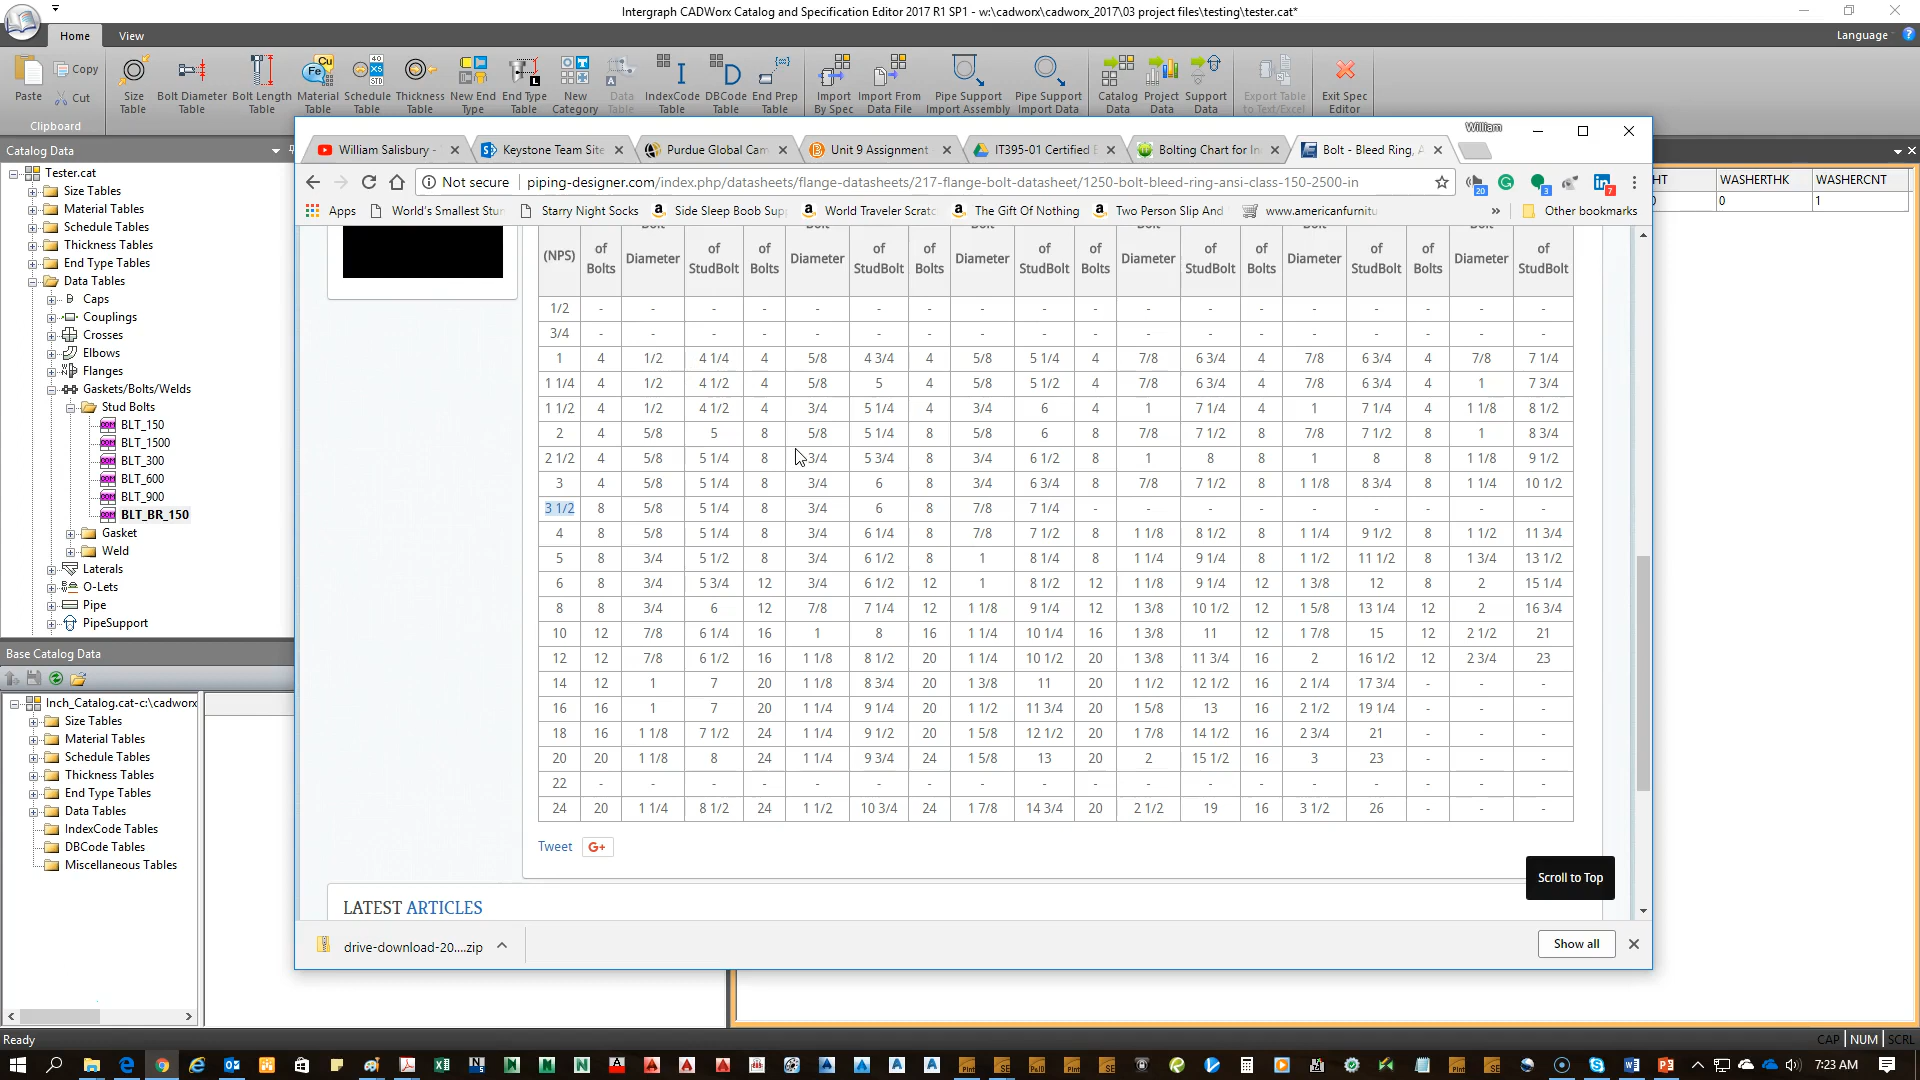 Intergraph CADWorx Catalog and Specification Editor 2017 R1 SP1 - w:\cadworx\cadworx_2017\03 project files\testing\tester.cat*
Home View Language
Paste Copy Cut
Size Table
Bolt Diameter Table
Bolt Length Table
Material Table
Schedule Table
Thickness Table
New End Type
End Type Table
New Category
Data Table
IndexCode Table
DBCode Table
End Prep Table
Import By Spec
Import From Data File
Pipe Support Import Assembly
Pipe Support Import Data
Catalog Data
Project Data
Support Data
Export Table to Text/Excel
Exit Spec Editor
Clipboard
Catalog Data
Tester.cat
Size Tables
Material Tables
Schedule Tables
Thickness Tables
End Type Tables
Data Tables
Caps
Couplings
Crosses
Elbows
Flanges
Gaskets/Bolts/Welds
Stud Bolts
BLT_150
BLT_1500
BLT_300
BLT_600
BLT_900
BLT_BR_150
Gasket
Weld
Laterals
O-Lets
Pipe
PipeSupport
Base Catalog Data
Inch_Catalog.cat-c:\cadworx
Size Tables
Material Tables
Schedule Tables
Thickness Tables
End Type Tables
Data Tables
IndexCode Tables
DBCode Tables
Miscellaneous Tables
HT WASHERTHK WASHERCNT
0 0 1
William
William Salisbury - Keystone Team Site Purdue Global Cam Unit 9 Assignment IT395-01 Certified E Bolting Chart for In Bolt - Bleed Ring, A
Not secure piping-designer.com/index.php/datasheets/flange-datasheets/217-flange-bolt-datasheet/1250-bolt-bleed-ring-ansi-class-150-2500-in
Apps World's Smallest Stun Starry Night Socks Side Sleep Boob Supp World Traveler Scratc The Gift Of Nothing Two Person Slip And www.americanfurnitu » Other bookmarks
(NPS) of Bolts Bolt Diameter of StudBolt of Bolts Bolt Diameter of StudBolt of Bolts Bolt Diameter of StudBolt of Bolts Bolt Diameter of StudBolt of Bolts Bolt Diameter of StudBolt of Bolts Bolt Diameter of StudBolt
1/2 - - - - - - - - - - - - - - - - - -
3/4 - - - - - - - - - - - - - - - - - -
1 4 1/2 4 1/4 4 5/8 4 3/4 4 5/8 5 1/4 4 7/8 6 3/4 4 7/8 6 3/4 4 7/8 7 1/4
1 1/4 4 1/2 4 1/2 4 5/8 5 4 5/8 5 1/2 4 7/8 6 3/4 4 7/8 6 3/4 4 1 7 3/4
1 1/2 4 1/2 4 1/2 4 3/4 5 1/4 4 3/4 6 4 1 7 1/4 4 1 7 1/4 4 1 1/8 8 1/2
2 4 5/8 5 8 5/8 5 1/4 8 5/8 6 8 7/8 7 1/2 8 7/8 7 1/2 8 1 8 3/4
2 1/2 4 5/8 5 1/4 8 3/4 5 3/4 8 3/4 6 1/2 8 1 8 8 1 8 8 1 1/8 9 1/2
3 4 5/8 5 1/4 8 3/4 6 8 3/4 6 3/4 8 7/8 7 1/2 8 1 1/8 8 3/4 8 1 1/4 10 1/2
3 1/2 8 5/8 5 1/4 8 3/4 6 8 7/8 7 1/4 - - - - - - - - -
4 8 5/8 5 1/4 8 3/4 6 1/4 8 7/8 7 1/2 8 1 1/8 8 1/2 8 1 1/4 9 1/2 8 1 1/2 11 3/4
5 8 3/4 5 1/2 8 3/4 6 1/2 8 1 8 1/4 8 1 1/4 9 1/4 8 1 1/2 11 1/2 8 1 3/4 13 1/2
6 8 3/4 5 3/4 12 3/4 6 1/2 12 1 8 1/2 12 1 1/8 9 1/4 12 1 3/8 12 8 2 15 1/4
8 8 3/4 6 12 7/8 7 1/4 12 1 1/8 9 1/4 12 1 3/8 10 1/2 12 1 5/8 13 1/4 12 2 16 3/4
10 12 7/8 6 1/4 16 1 8 16 1 1/4 10 1/4 16 1 3/8 11 12 1 7/8 15 12 2 1/2 21
12 12 7/8 6 1/2 16 1 1/8 8 1/2 20 1 1/4 10 1/2 20 1 3/8 11 3/4 16 2 16 1/2 12 2 3/4 23
14 12 1 7 20 1 1/8 8 3/4 20 1 3/8 11 20 1 1/2 12 1/2 16 2 1/4 17 3/4 - - -
16 16 1 7 20 1 1/4 9 1/4 20 1 1/2 11 3/4 20 1 5/8 13 16 2 1/2 19 1/4 - - -
18 16 1 1/8 7 1/2 24 1 1/4 9 1/2 20 1 5/8 12 1/2 20 1 7/8 14 1/2 16 2 3/4 21 - - -
20 20 1 1/8 8 24 1 1/4 9 3/4 24 1 5/8 13 20 2 15 1/2 16 3 23 - - -
22 - - - - - - - - - - - - - - - - - -
24 20 1 1/4 8 1/2 24 1 1/2 10 3/4 24 1 7/8 14 3/4 20 2 1/2 19 16 3 1/2 26 - - -
Tweet G+
Scroll to Top
LATEST ARTICLES
drive-download-20....zip Show all
Ready CAP NUM SCRL
7:23 AM